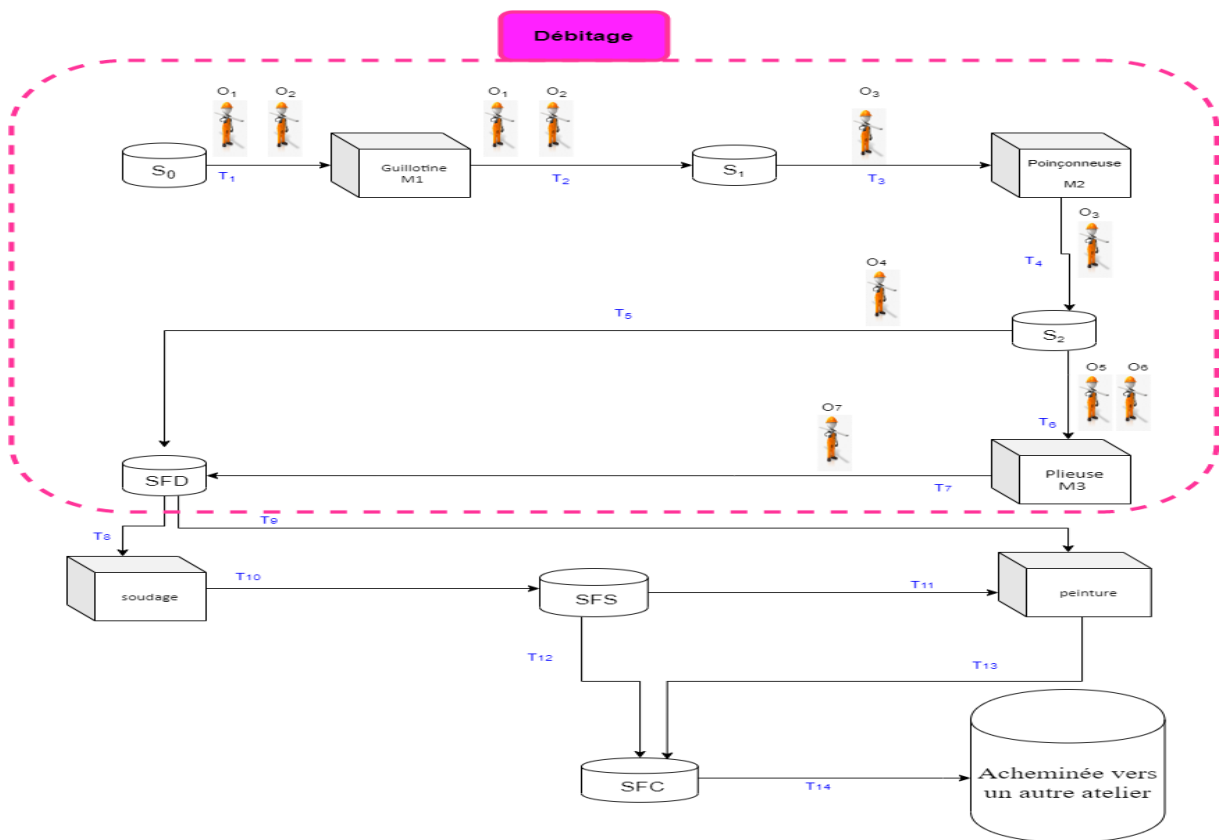 Débitage
O₁ O₂
O₁ O₂
O₃
S₀
T₁
Guillotine
M1
T₂
S₁
T₃
Poinçonneuse
M2
O₃
T₄
O₄
T₅
S₂
O₅ O₆
T₆
O₇
SFD
T₇
Plieuse
M3
T₈
T₉
soudage
T₁₀
SFS
T₁₁
peinture
T₁₂
T₁₃
SFC
T₁₄
Acheminée vers
un autre atelier